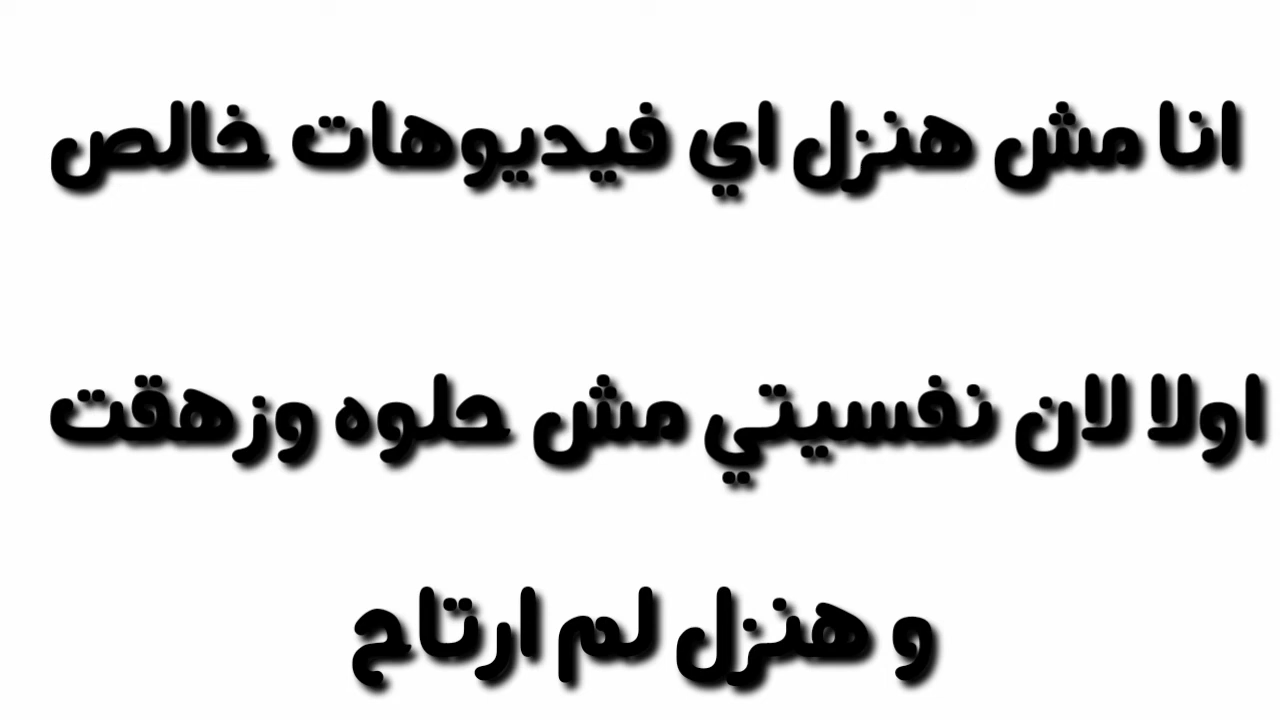 انا مش هنزل اي فيديوهات خالص
اولا لان نفسيتي مش حلوه وزهقت
و هنزل لم ارتاح